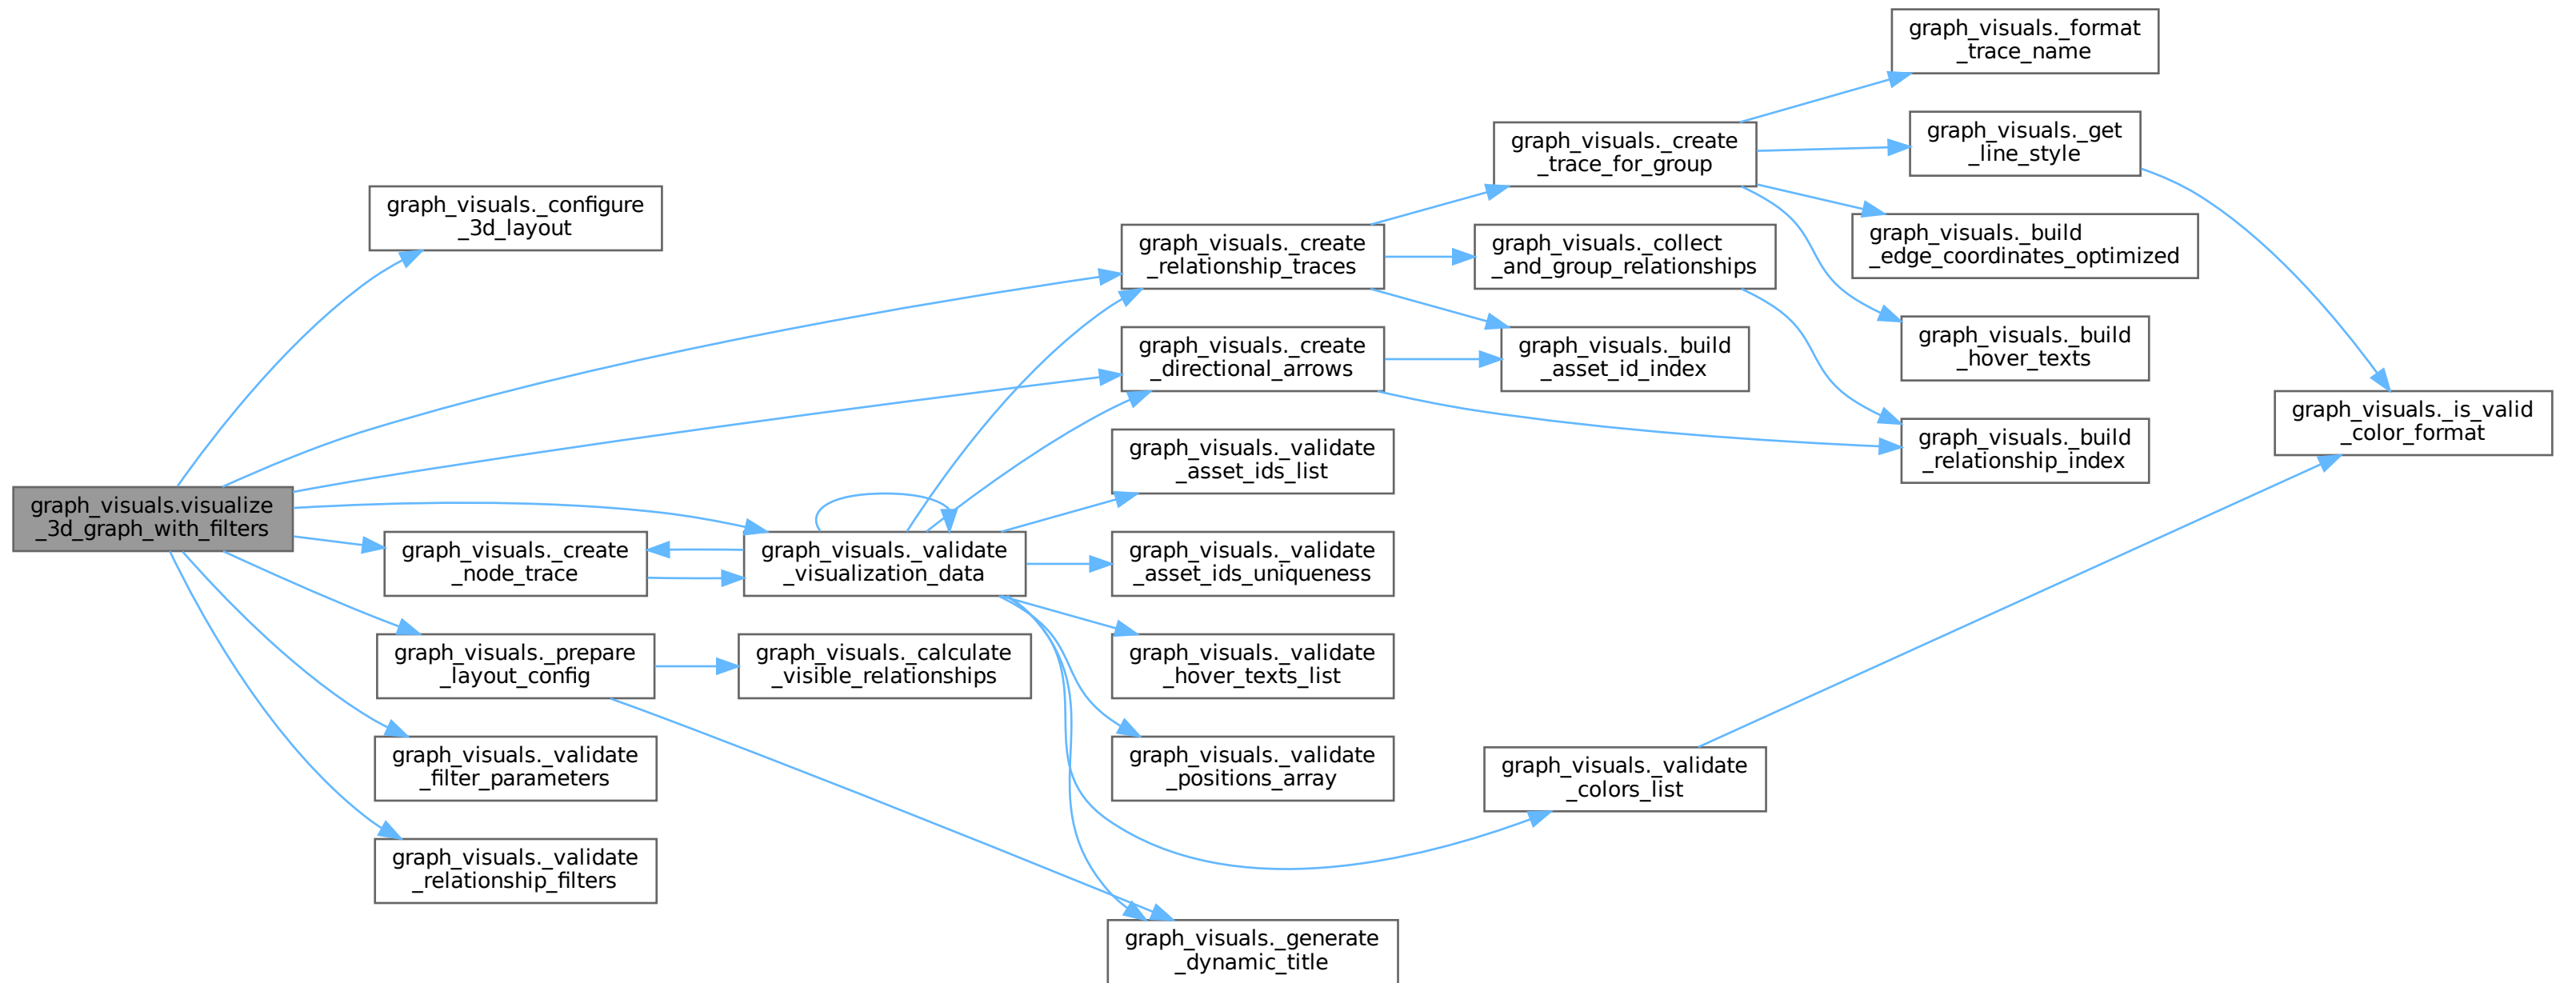 graph_visuals.visualize
_3d_graph_with_filters
graph_visuals._configure
_3d_layout
graph_visuals._create
_node_trace
graph_visuals._prepare
_layout_config
graph_visuals._validate
_filter_parameters
graph_visuals._validate
_relationship_filters
graph_visuals._validate
_visualization_data
graph_visuals._calculate
_visible_relationships
graph_visuals._create
_relationship_traces
graph_visuals._create
_directional_arrows
graph_visuals._validate
_asset_ids_list
graph_visuals._validate
_asset_ids_uniqueness
graph_visuals._validate
_hover_texts_list
graph_visuals._validate
_positions_array
graph_visuals._generate
_dynamic_title
graph_visuals._create
_trace_for_group
graph_visuals._collect
_and_group_relationships
graph_visuals._build
_asset_id_index
graph_visuals._validate
_colors_list
graph_visuals._format
_trace_name
graph_visuals._get
_line_style
graph_visuals._build
_edge_coordinates_optimized
graph_visuals._build
_hover_texts
graph_visuals._build
_relationship_index
graph_visuals._is_valid
_color_format